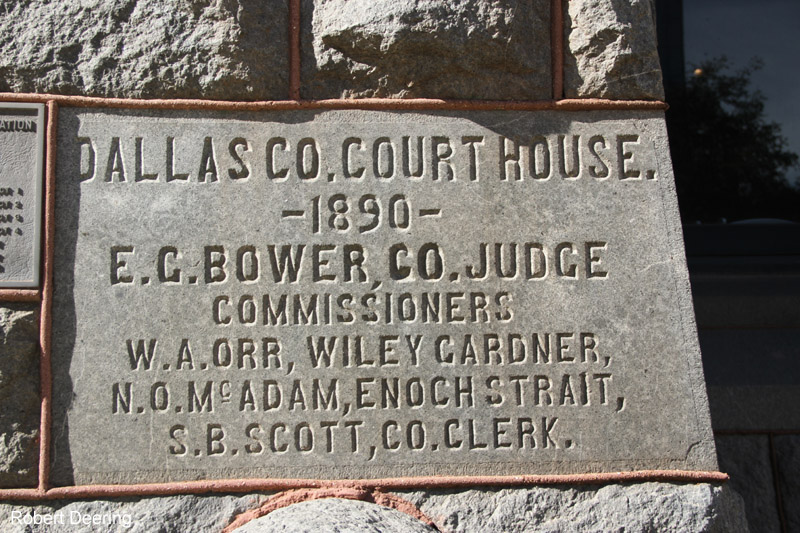 DALLAS CO. COURT HOUSE.
-1890-
E.G. BOWER, CO. JUDGE
COMMISSIONERS
W.A. ORR, WILEY GARDNER,
N.O. McADAM, ENOCH STRAIT,
S.B. SCOTT, CO. CLERK.
Robert Deering